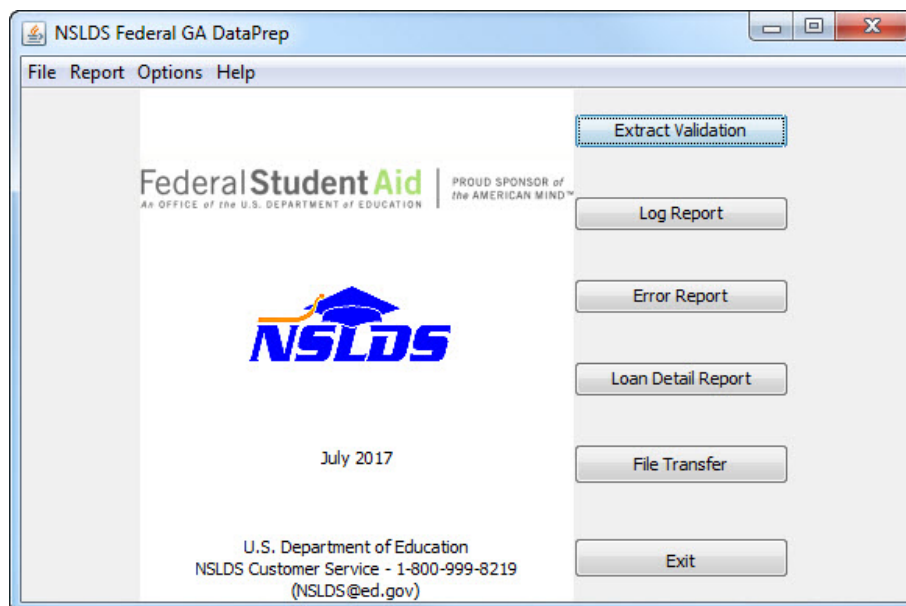 NSLDS Federal GA DataPrep
File Report Options Help
Extract Validation
Federal Student Aid
An OFFICE of the U.S. DEPARTMENT of EDUCATION
PROUD SPONSOR of
the AMERICAN MIND™
Log Report
Error Report
NSLDS
Loan Detail Report
July 2017
File Transfer
U.S. Department of Education
NSLDS Customer Service - 1-800-999-8219
(NSLDS@ed.gov)
Exit